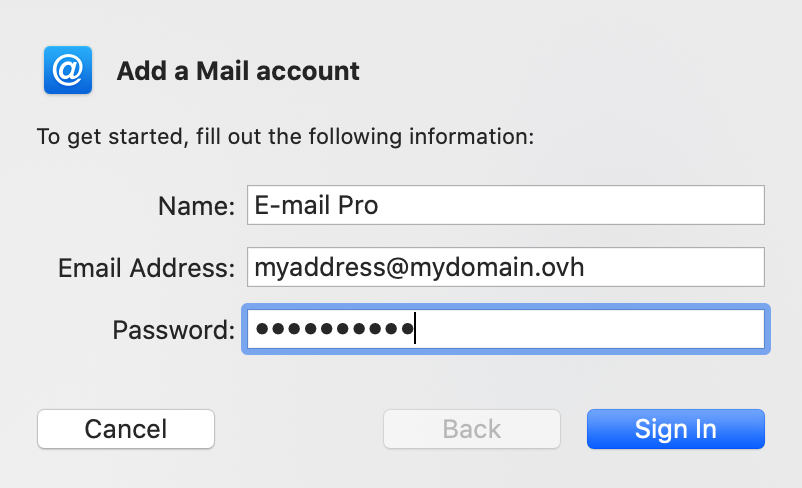 Add a Mail account
To get started, fill out the following information:
Name: E-mail Pro
Email Address: myaddress@mydomain.ovh
Password: ●●●●●●●●●●
Cancel Back Sign In